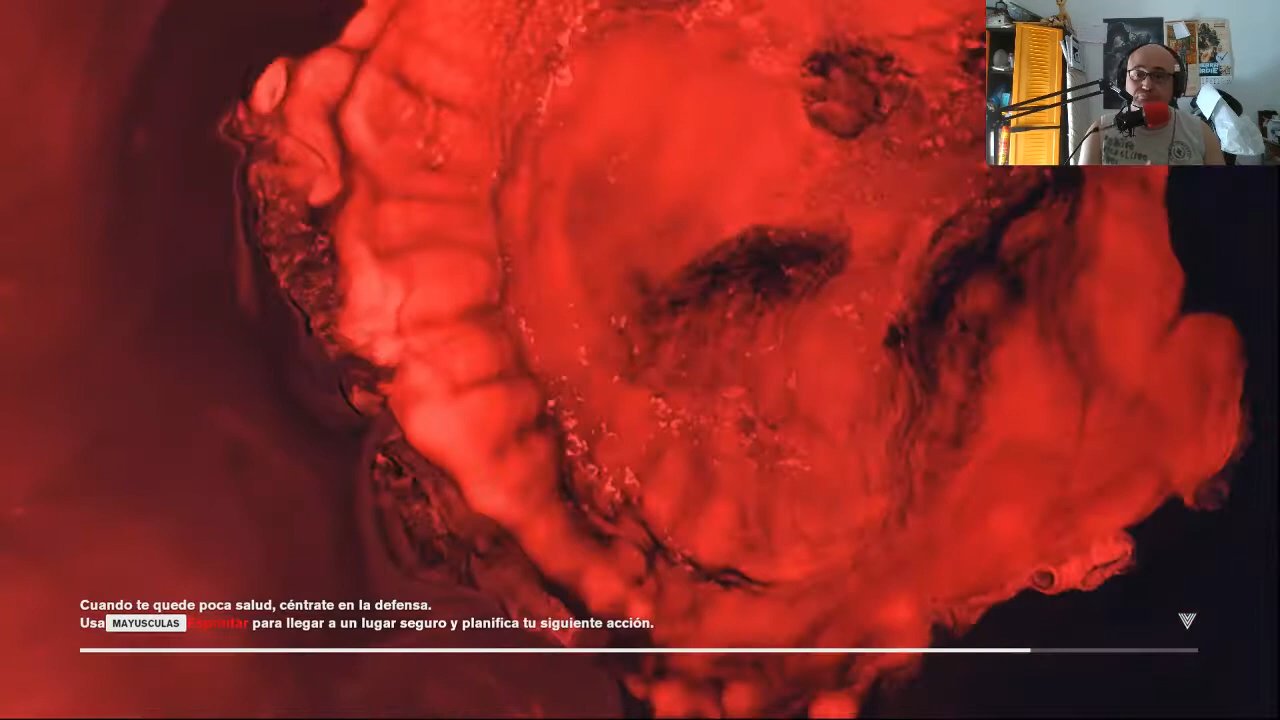 Cuando te quede poca salud, céntrate en la defensa.
Usa MAYUSCULAS Esprintar para llegar a un lugar seguro y planifica tu siguiente acción.